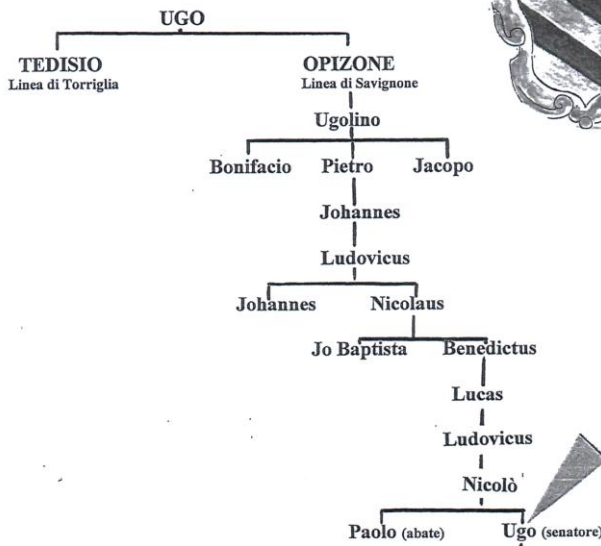 UGO
TEDISIO OPIZONE
Linea di Torriglia Linea di Savignone
Ugolino
Bonifacio Pietro Jacopo
Johannes
Ludovicus
Johannes Nicolaus
Jo Baptista Benedictus
Lucas
Ludovicus
Nicolò
Paolo (abate) Ugo (senatore)